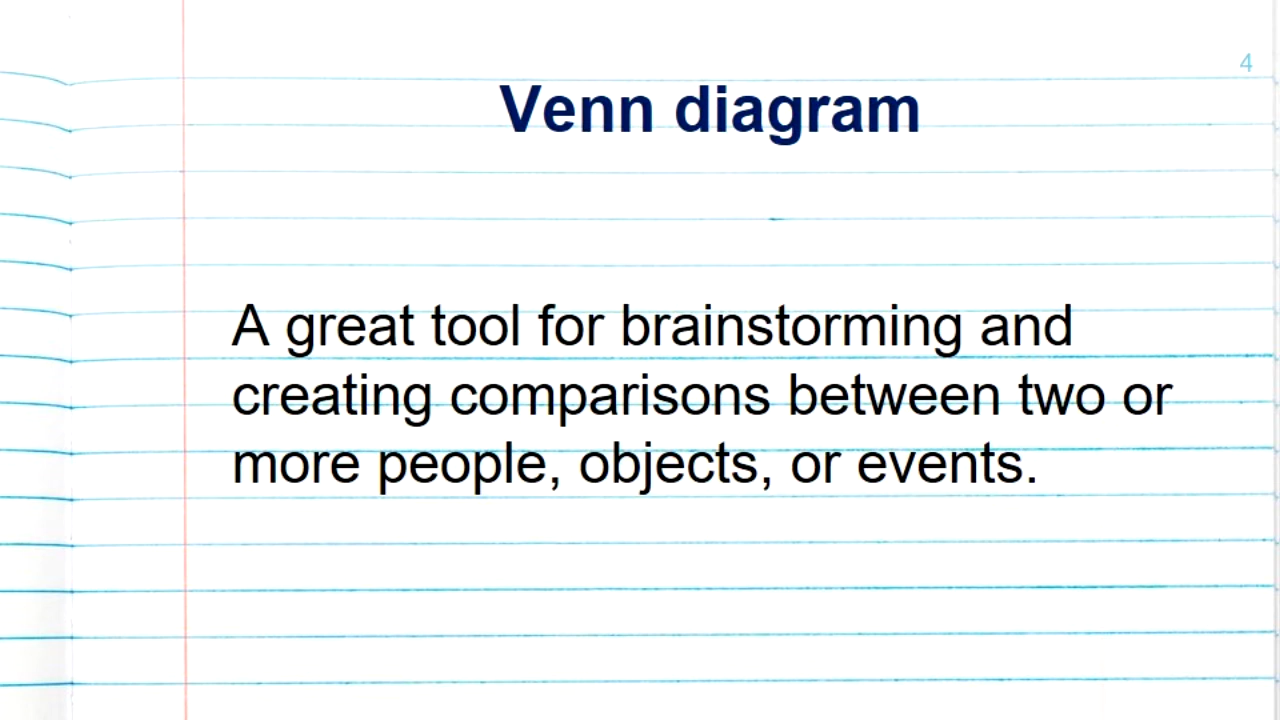 4
Venn diagram
A great tool for brainstorming and
creating comparisons between two or
more people, objects, or events.